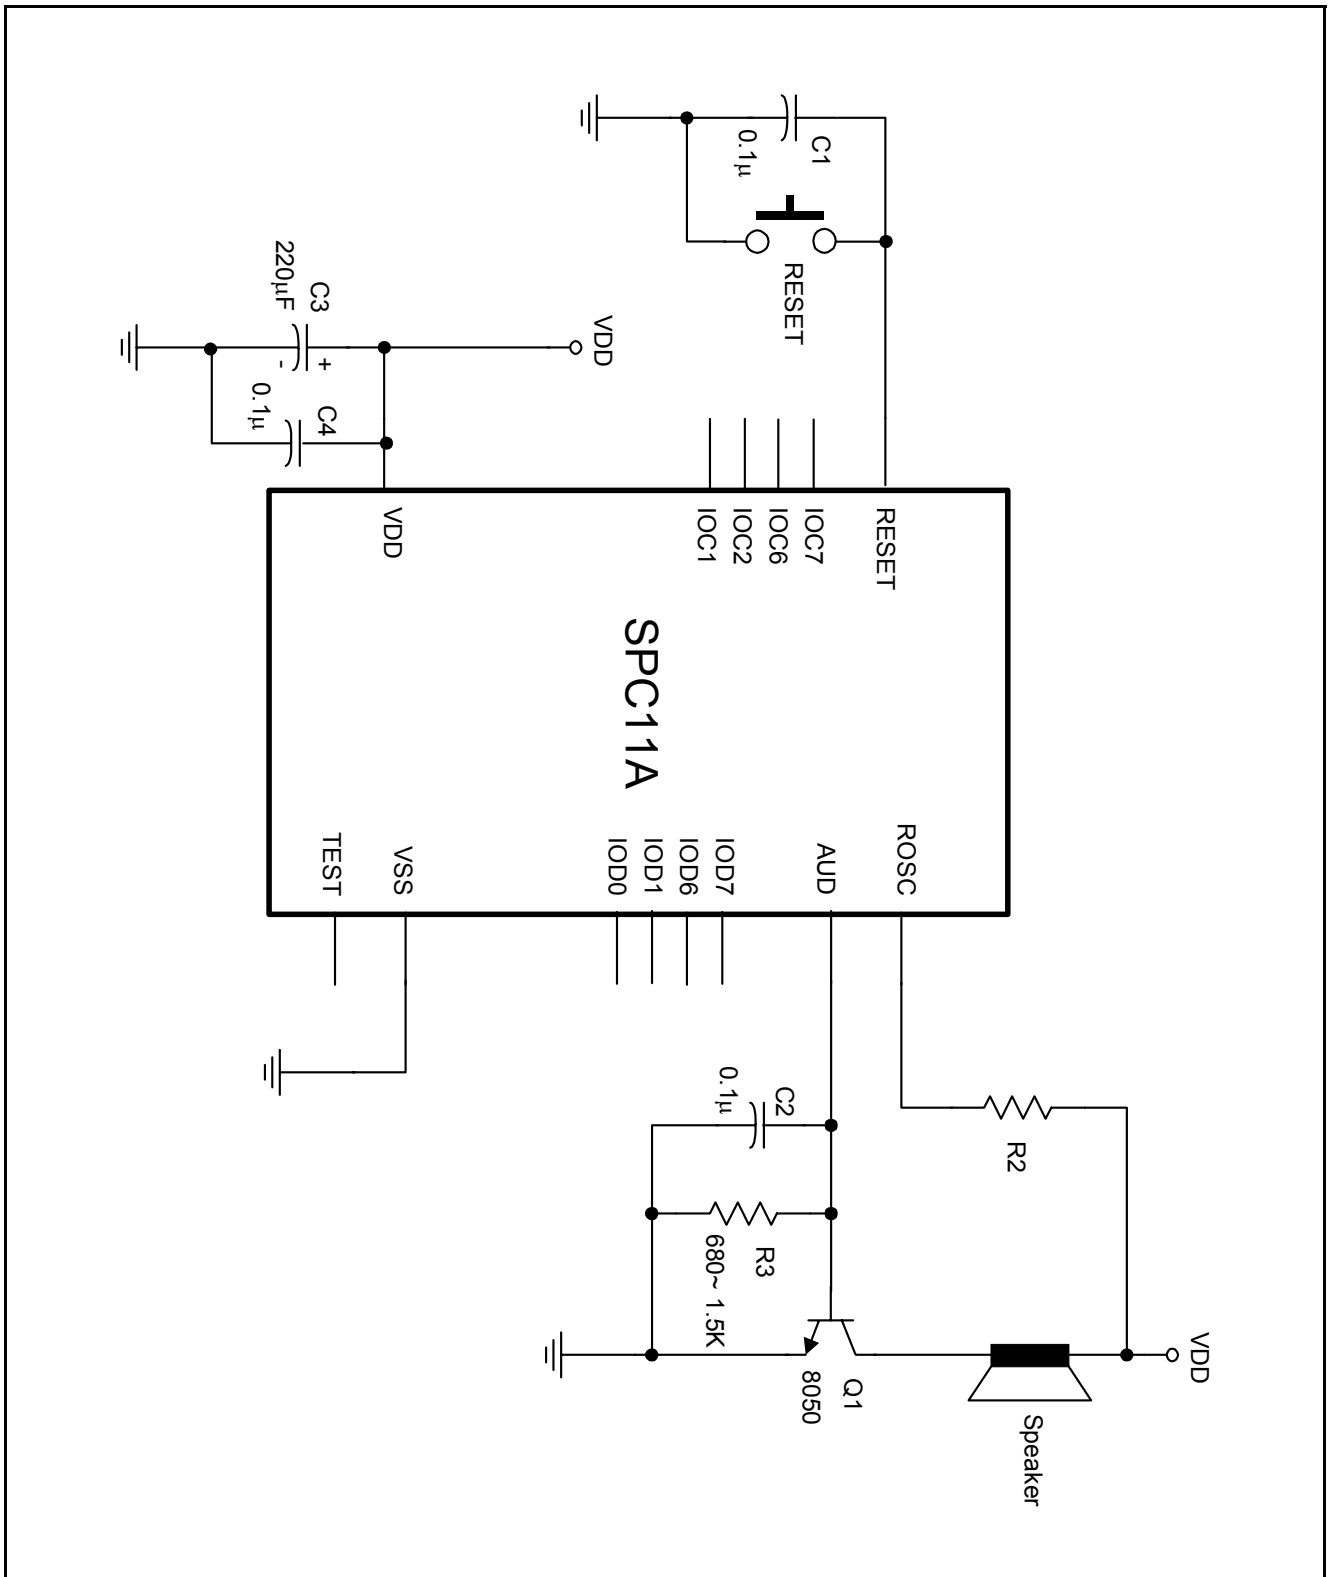 C1
0.1μ
RESET
VDD
C3
220μF
+
-
C4
0.1μ
RESET
IOC7
IOC6
IOC2
IOC1
VDD
SPC11A
ROSC
AUD
IOD7
IOD6
IOD1
IOD0
VSS
TEST
R2
C2
0.1μ
R3
680~ 1.5K
Q1
8050
VDD
Speaker